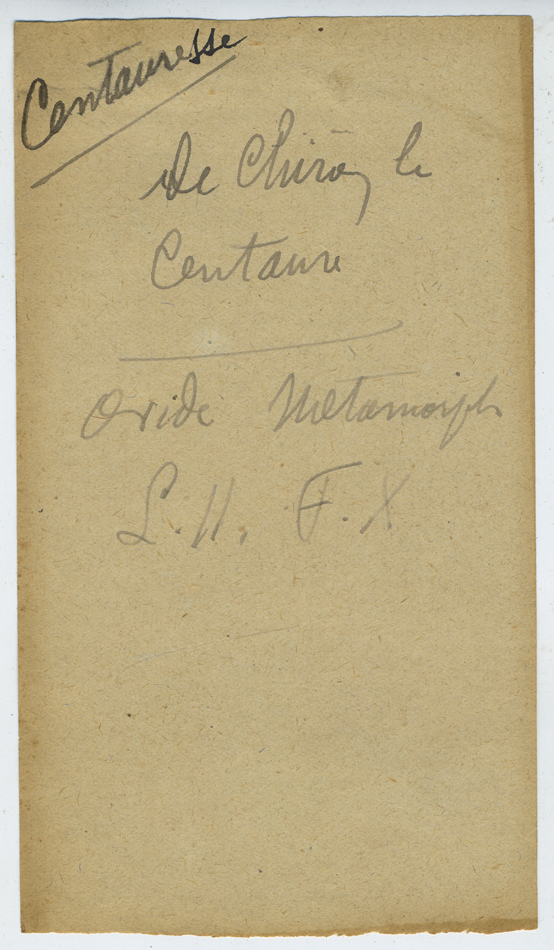 Centauresse
De Chiron le
Centaure
Ovide Metamorph
L. II. F. X